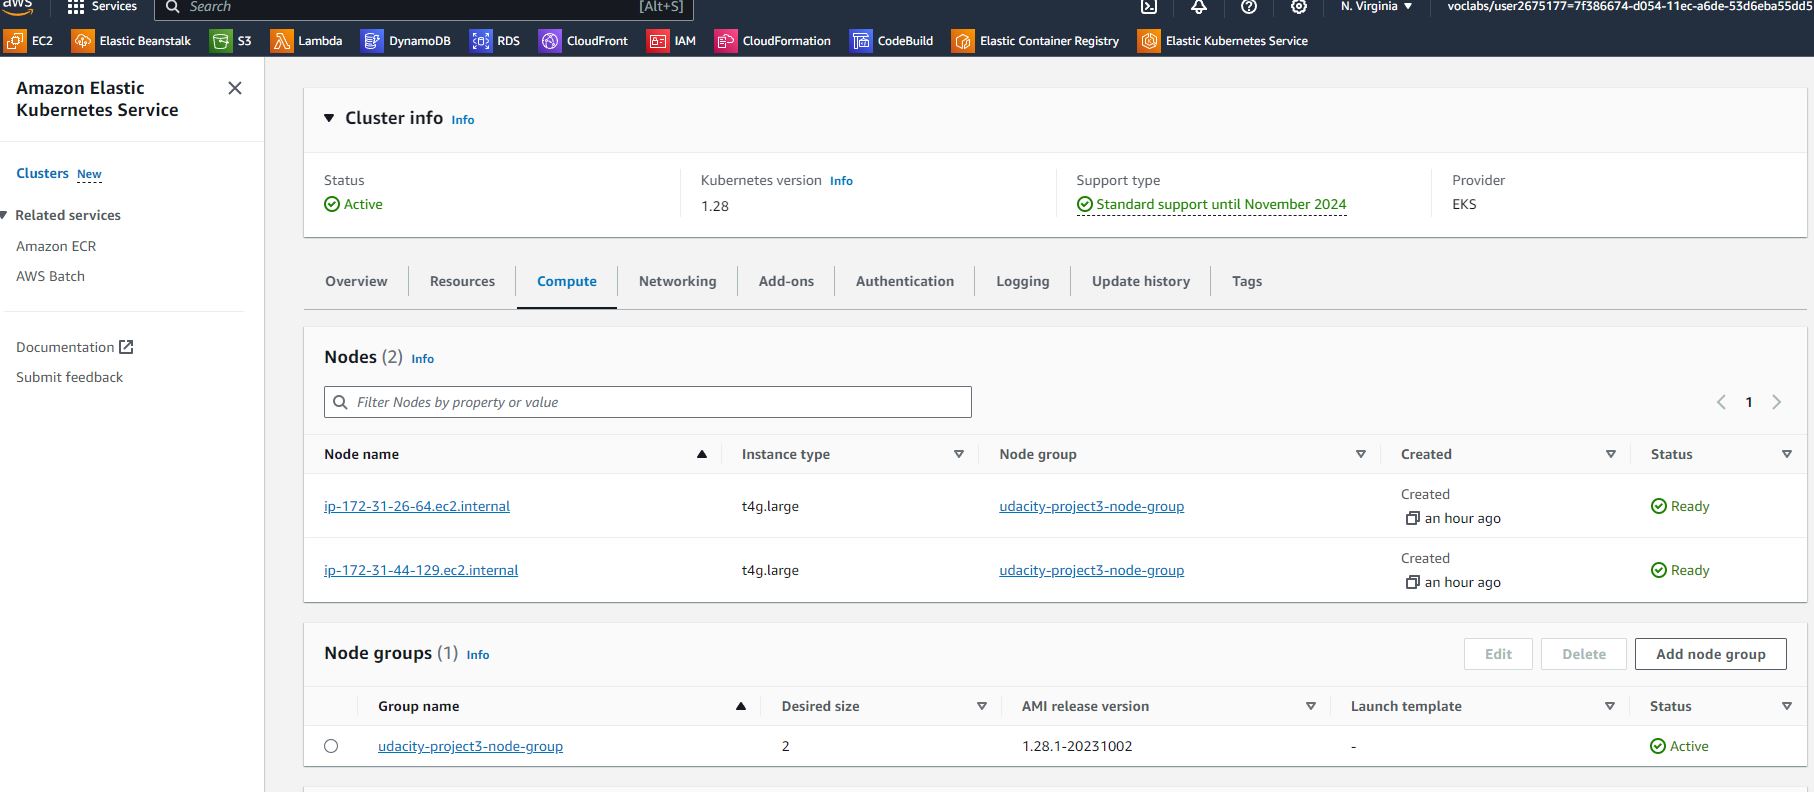 aws Services Search [Alt+S] N. Virginia voclabs/user2675177=7f386674-d054-11ec-a6de-53d6eba55dd5
EC2 Elastic Beanstalk S3 Lambda DynamoDB RDS CloudFront IAM CloudFormation CodeBuild Elastic Container Registry Elastic Kubernetes Service
Amazon Elastic
Kubernetes Service
Clusters New
Related services
Amazon ECR
AWS Batch
Documentation
Submit feedback
Cluster info Info
Status
Active
Kubernetes version Info
1.28
Support type
Standard support until November 2024
Provider
EKS
Overview Resources Compute Networking Add-ons Authentication Logging Update history Tags
Nodes (2) Info
Filter Nodes by property or value
1
Node name Instance type Node group Created Status
ip-172-31-26-64.ec2.internal t4g.large udacity-project3-node-group Created
an hour ago Ready
ip-172-31-44-129.ec2.internal t4g.large udacity-project3-node-group Created
an hour ago Ready
Node groups (1) Info Edit Delete Add node group
Group name Desired size AMI release version Launch template Status
udacity-project3-node-group 2 1.28.1-20231002 - Active